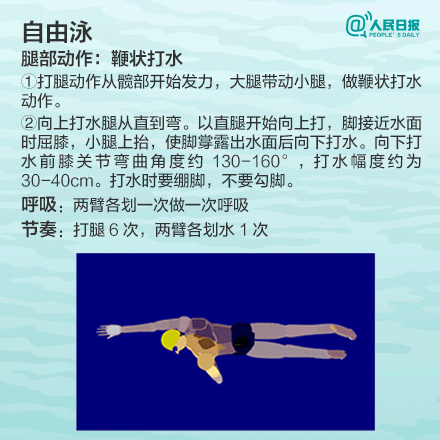 @人民日报
PEOPLE'S DAILY
自由泳
腿部动作：鞭状打水
①打腿动作从髋部开始发力，大腿带动小腿，做鞭状打水
动作。
②向上打水腿从直到弯。以直腿开始向上打，脚接近水面
时屈膝，小腿上抬，使脚掌露出水面后向下打水。向下打
水前膝关节弯曲角度约 130-160°，打水幅度约为
30-40cm。打水时要绷脚，不要勾脚。
呼吸：两臂各划一次做一次呼吸
节奏：打腿 6 次，两臂各划水 1 次